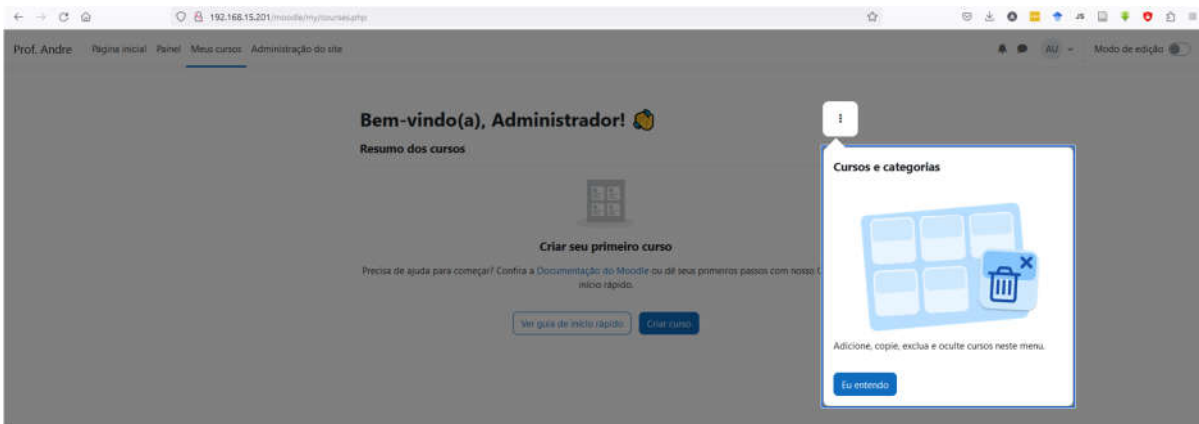 192.168.15.201/moodle/my/courses.php
Prof. Andre Página inicial Painel Meus cursos Administração do site AU Modo de edição
Bem-vindo(a), Administrador!
Resumo dos cursos
Criar seu primeiro curso
Precisa de ajuda para começar? Confira a Documentação do Moodle ou dê seus primeiros passos com nosso
início rápido.
Ver guia de início rápido Criar curso
Cursos e categorias
Adicione, copie, exclua e oculte cursos neste menu.
Eu entendo